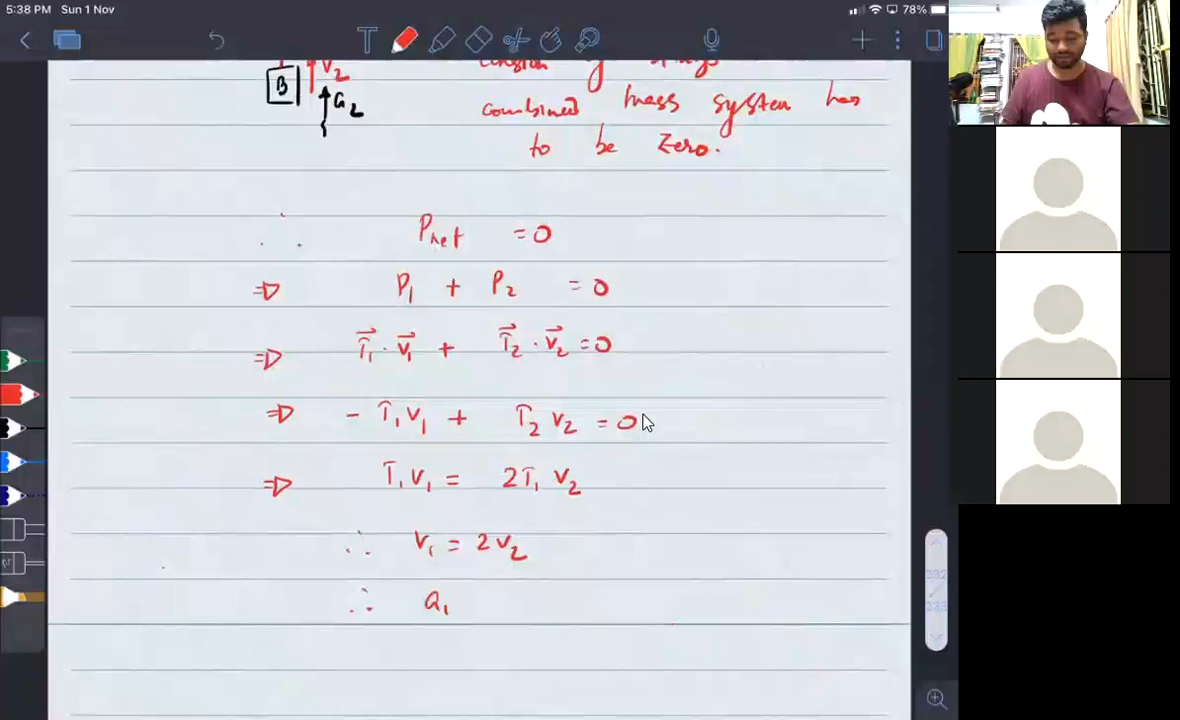 5:38 PM Sun 1 Nov
78%
T
V₂
B
a₂
combined mass system has
to be zero.
∴ P_net = 0
⇒ P₁ + P₂ = 0
⇒ T⃗₁ · v⃗₁ + T⃗₂ · v⃗₂ = 0
⇒ - T₁ v₁ + T₂ v₂ = 0
⇒ T₁ v₁ = 2T₁ v₂
∴ v₁ = 2v₂
∴ a₁